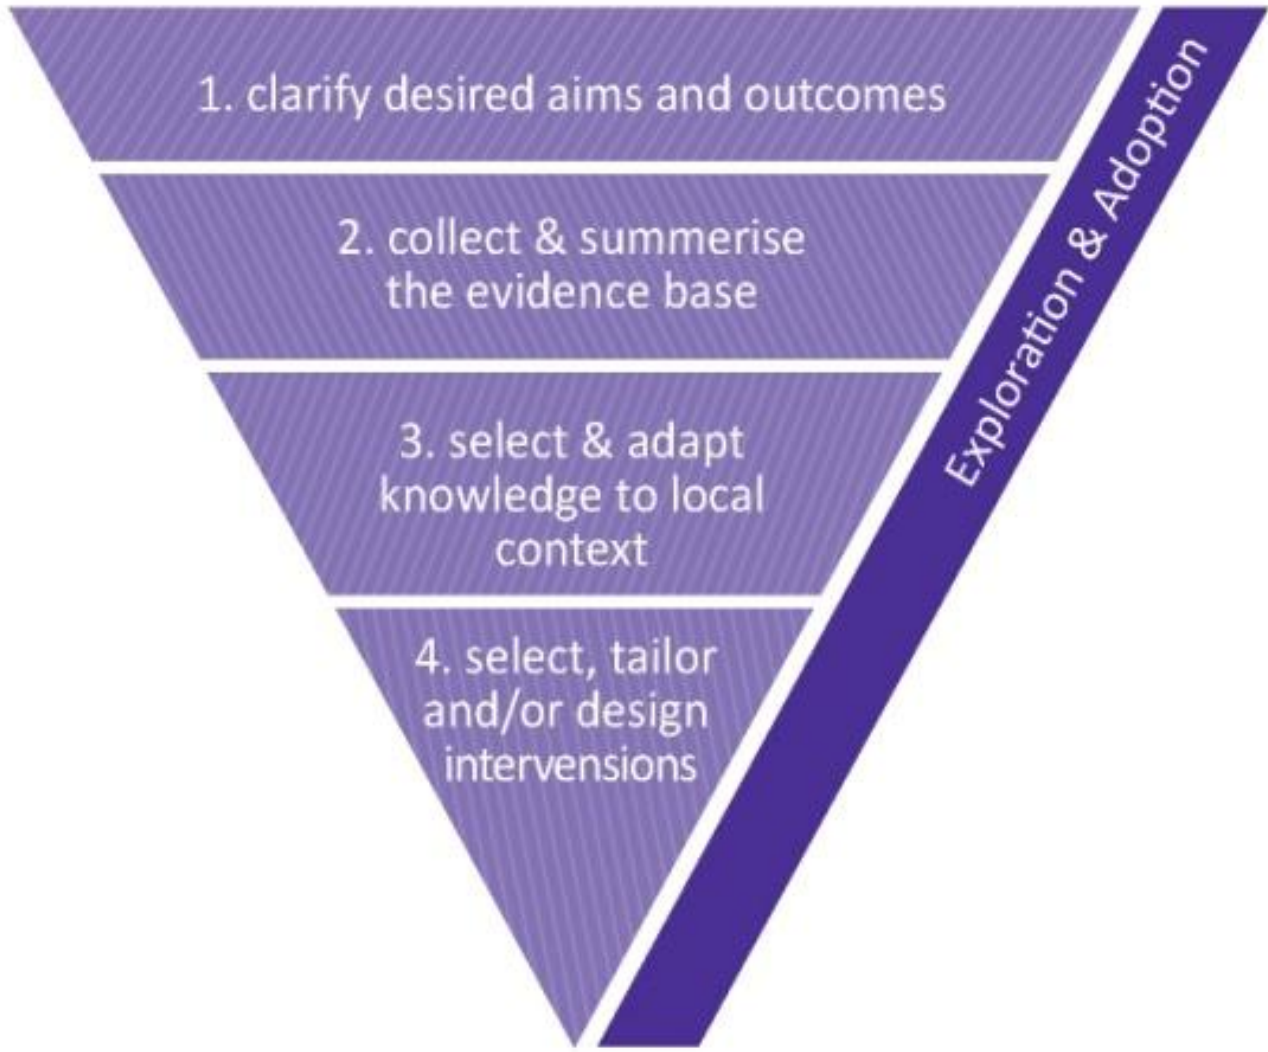 1. clarify desired aims and outcomes
2. collect & summerise
the evidence base
3. select & adapt
knowledge to local
context
4. select, tailor
and/or design
intervensions
Exploration & Adoption